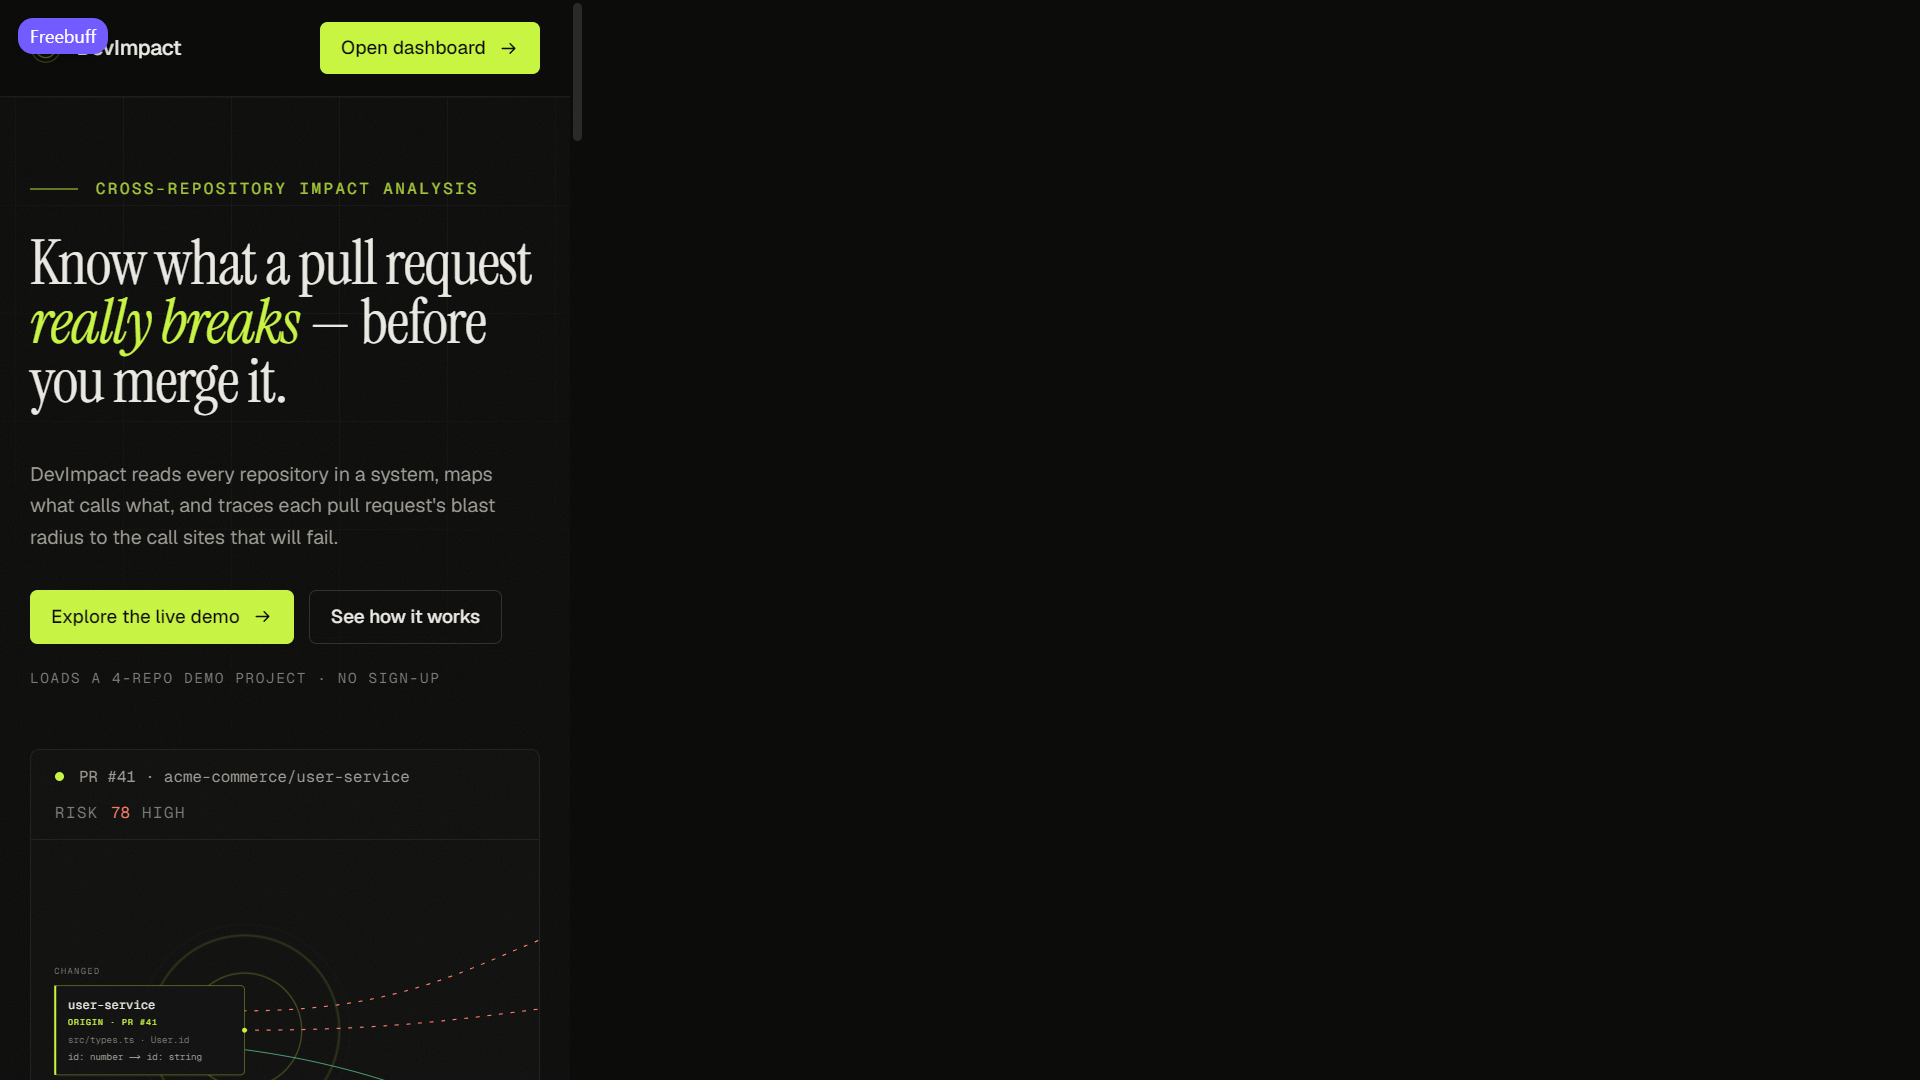 Freebuff
DevImpact
Open dashboard →
CROSS-REPOSITORY IMPACT ANALYSIS
Know what a pull request
really breaks — before
you merge it.
DevImpact reads every repository in a system, maps
what calls what, and traces each pull request's blast
radius to the call sites that will fail.
Explore the live demo →
See how it works
LOADS A 4-REPO DEMO PROJECT · NO SIGN-UP
PR #41 · acme-commerce/user-service
RISK 78 HIGH
CHANGED
user-service
ORIGIN · PR #41
src/types.ts · User.id
id: number ⟶ id: string